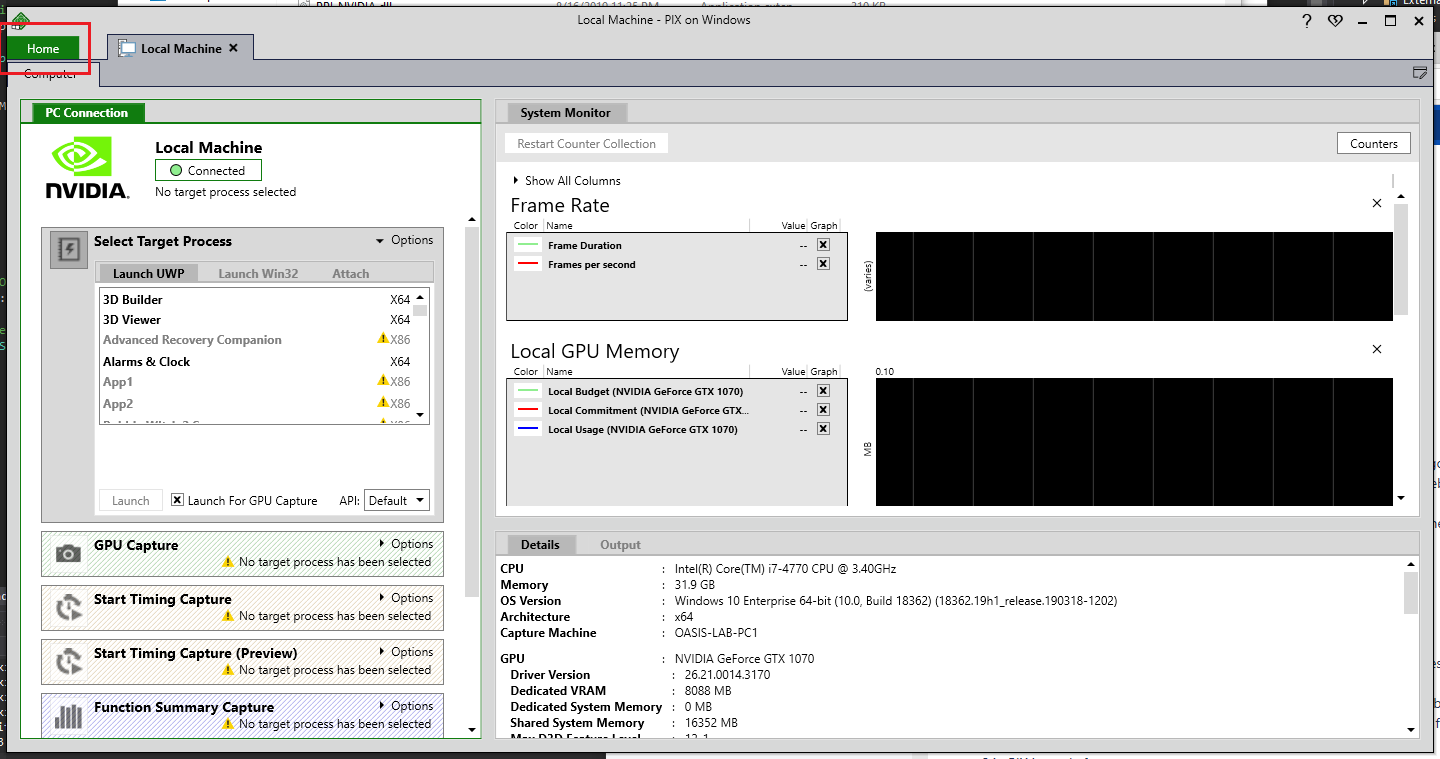 Local Machine - PIX on Windows
?
Home
Local Machine
Computer
PC Connection
NVIDIA.
Local Machine
Connected
No target process selected
Select Target Process
Options
Launch UWP Launch Win32 Attach
3D Builder X64
3D Viewer X64
Advanced Recovery Companion X86
Alarms & Clock X64
App1 X86
App2 X86
Launch
Launch For GPU Capture
API: Default
GPU Capture Options
No target process has been selected
Start Timing Capture Options
No target process has been selected
Start Timing Capture (Preview) Options
No target process has been selected
Function Summary Capture Options
No target process has been selected
System Monitor
Restart Counter Collection
Counters
Show All Columns
Frame Rate
Color Name Value Graph
Frame Duration --
Frames per second --
(varies)
Local GPU Memory
Color Name Value Graph
Local Budget (NVIDIA GeForce GTX 1070) --
Local Commitment (NVIDIA GeForce GTX... --
Local Usage (NVIDIA GeForce GTX 1070) --
0.10
MB
Details Output
CPU : Intel(R) Core(TM) i7-4770 CPU @ 3.40GHz
Memory : 31.9 GB
OS Version : Windows 10 Enterprise 64-bit (10.0, Build 18362) (18362.19h1_release.190318-1202)
Architecture : x64
Capture Machine : OASIS-LAB-PC1
GPU : NVIDIA GeForce GTX 1070
Driver Version : 26.21.0014.3170
Dedicated VRAM : 8088 MB
Dedicated System Memory : 0 MB
Shared System Memory : 16352 MB